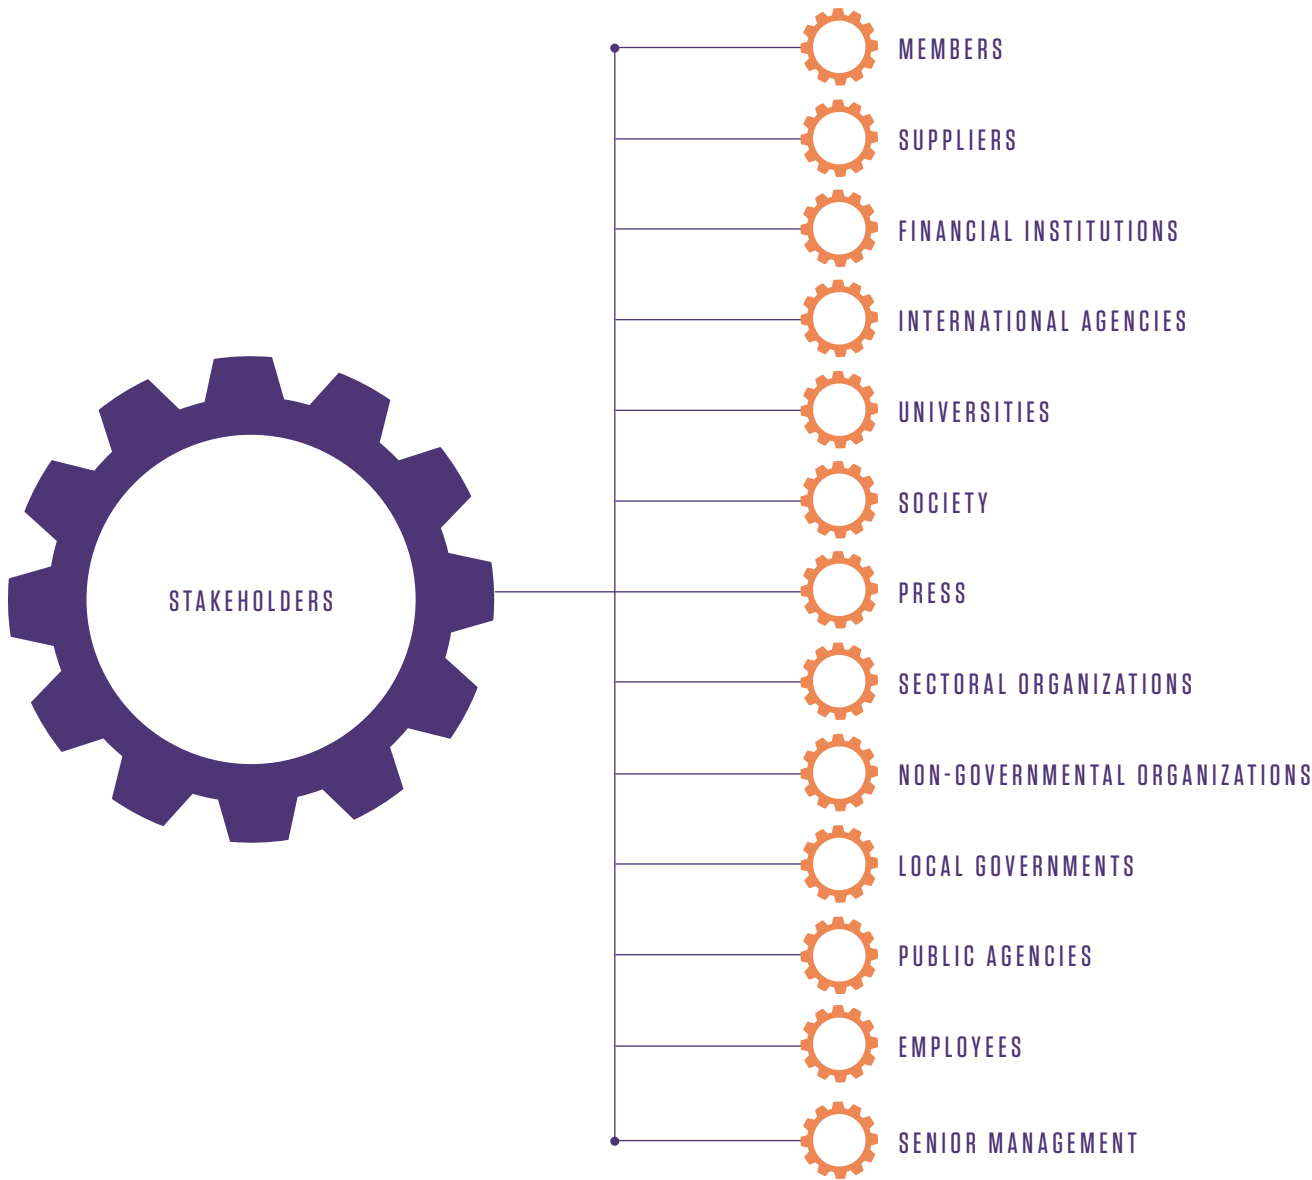 MEMBERS
SUPPLIERS
FINANCIAL INSTITUTIONS
INTERNATIONAL AGENCIES
UNIVERSITIES
SOCIETY
STAKEHOLDERS
PRESS
SECTORAL ORGANIZATIONS
NON-GOVERNMENTAL ORGANIZATIONS
LOCAL GOVERNMENTS
PUBLIC AGENCIES
EMPLOYEES
SENIOR MANAGEMENT